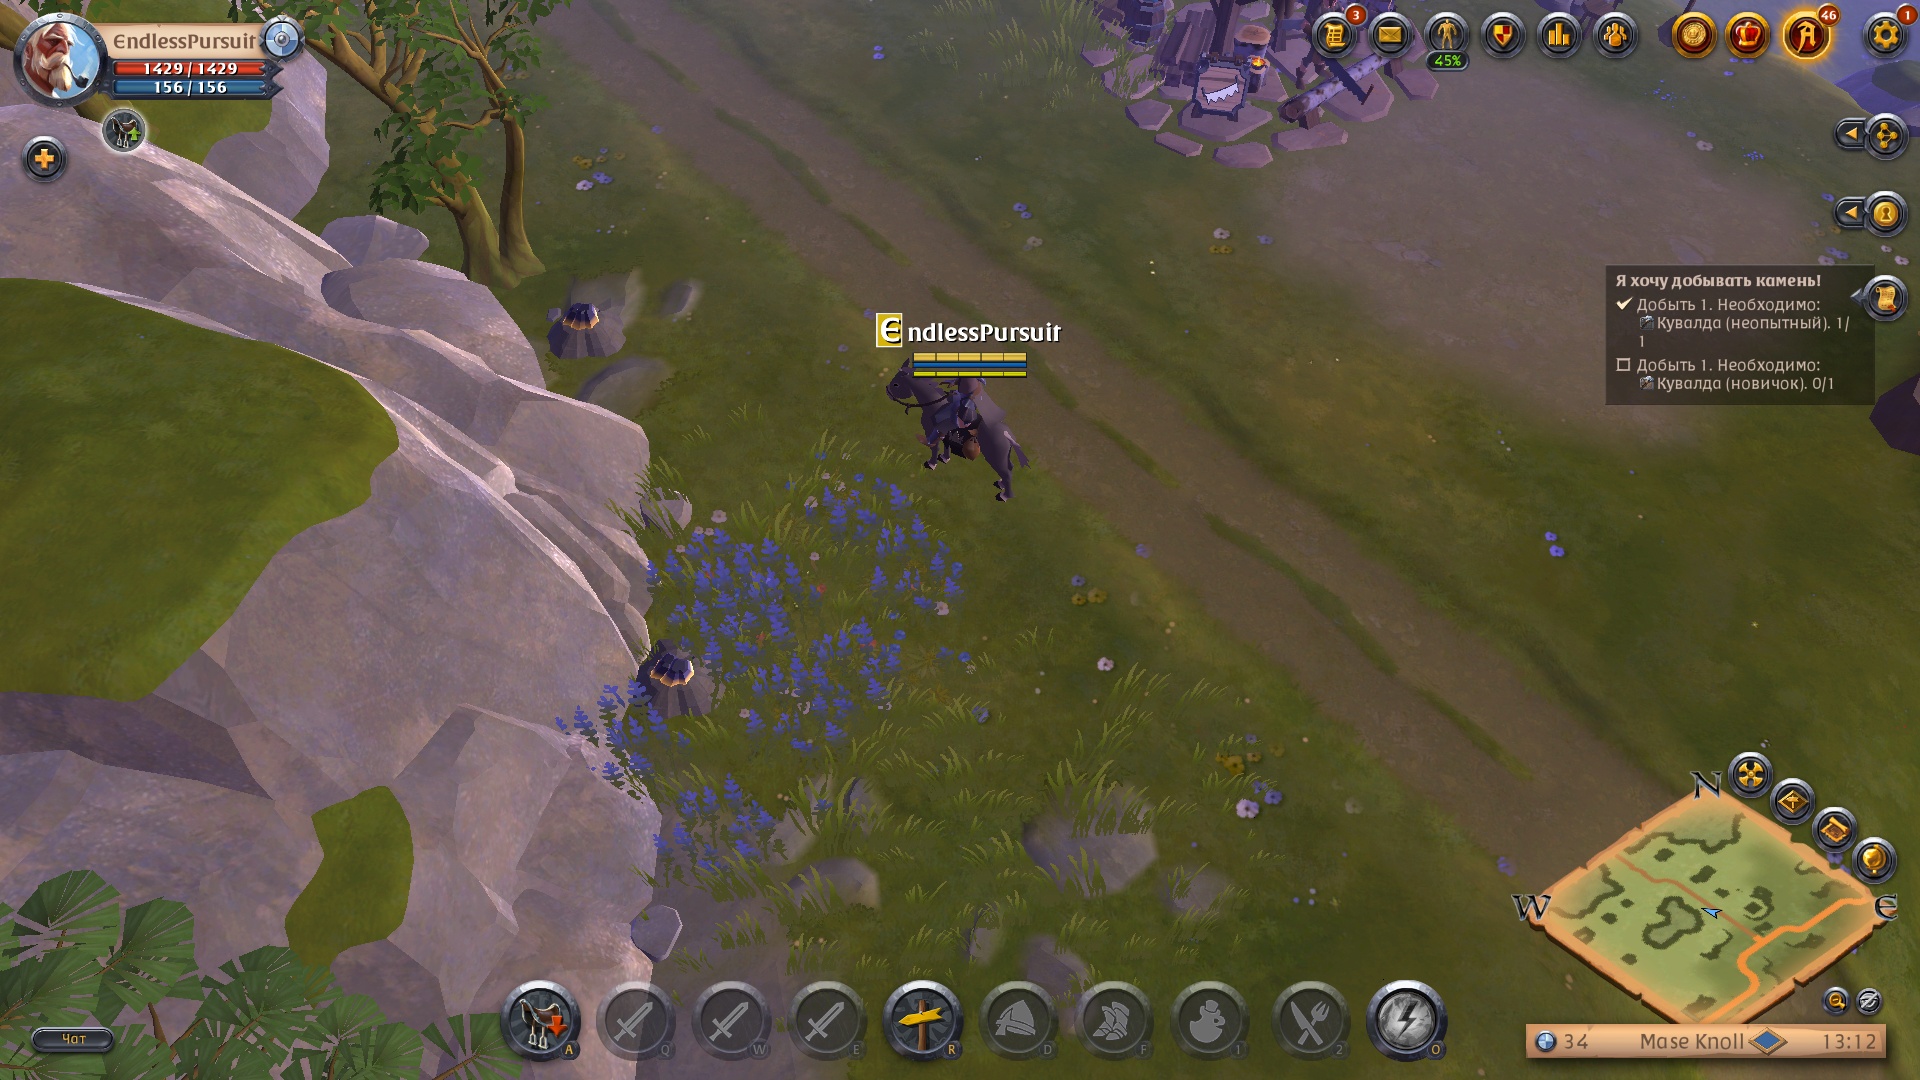 EndlessPursuit
1429 / 1429
156 / 156
3
45%
46
1
Я хочу добывать камень!
Добыть 1. Необходимо:
Кувалда (неопытный). 1/
1
Добыть 1. Необходимо:
Кувалда (новичок). 0/1
EndlessPursuit
N
W
E
Чат
A
Q
W
E
R
D
F
1
2
O
34
Mase Knoll
13:12